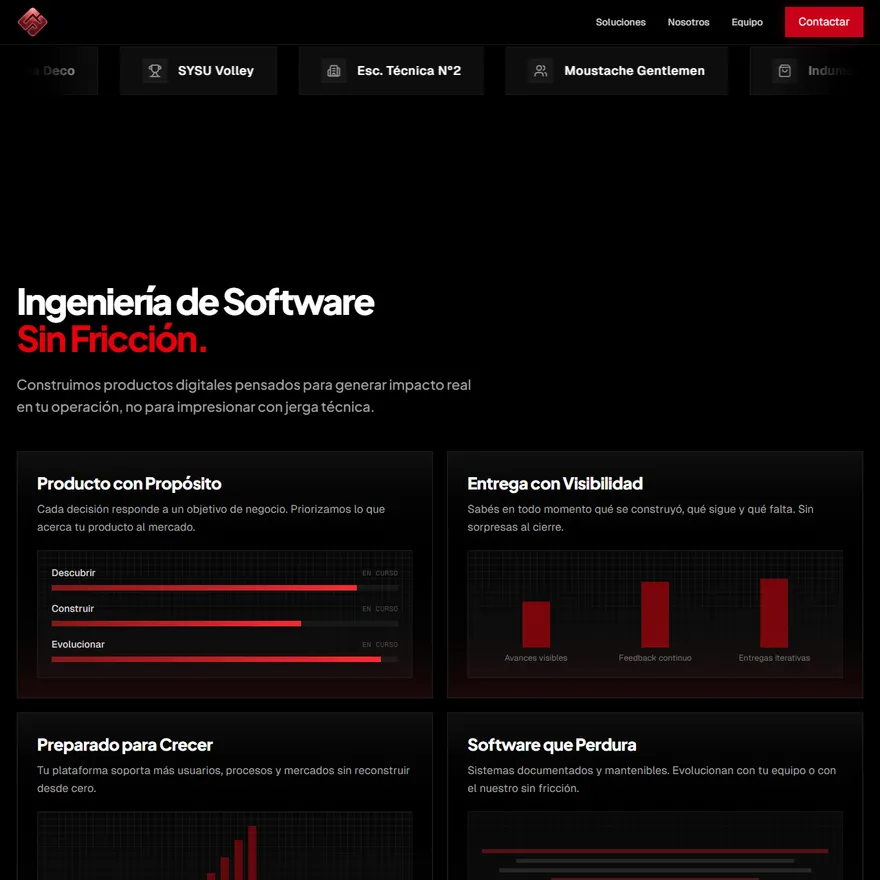 Soluciones
Nosotros
Equipo
Contactar
Deco
SYSU Volley
Esc. Técnica N°2
Moustache Gentlemen
Ingeniería de Software
Sin Fricción.
Construimos productos digitales pensados para generar impacto real
en tu operación, no para impresionar con jerga técnica.
Producto con Propósito
Cada decisión responde a un objetivo de negocio. Priorizamos lo que
acerca tu producto al mercado.
Descubrir
EN CURSO
Construir
EN CURSO
Evolucionar
EN CURSO
Entrega con Visibilidad
Sabés en todo momento qué se construyó, qué sigue y qué falta. Sin
sorpresas al cierre.
Avances visibles
Feedback continuo
Entregas iterativas
Preparado para Crecer
Tu plataforma soporta más usuarios, procesos y mercados sin reconstruir
desde cero.
Software que Perdura
Sistemas documentados y mantenibles. Evolucionan con tu equipo o con
el nuestro sin fricción.